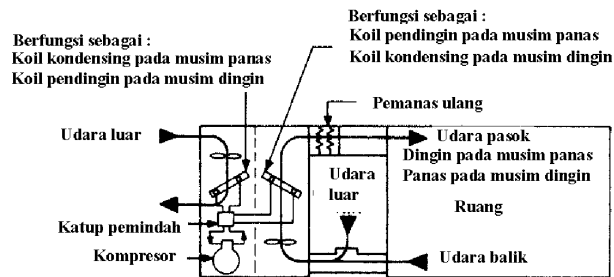 Berfungsi sebagai :
Koil kondensing pada musim panas
Koil pendingin pada musim dingin
Berfungsi sebagai :
Koil pendingin pada musim panas
Koil kondensing pada musim dingin
Pemanas ulang
Udara luar
Udara pasok
Dingin pada musim panas
Panas pada musim dingin
Udara
luar
Ruang
Katup pemindah
Kompresor
Udara balik